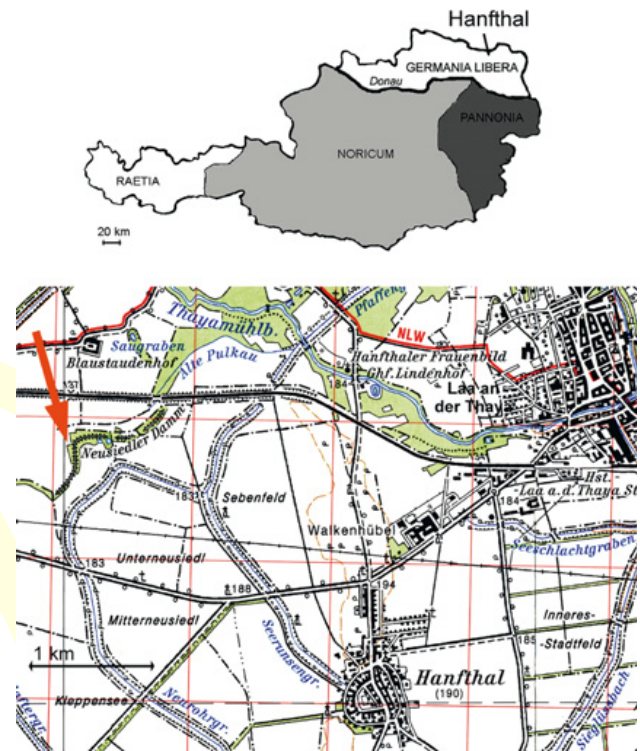 Hanfthal
GERMANIA LIBERA
Donau
PANNONIA
NORICUM
RAETIA
20 km
Thayamühlb.
Pfaffeng
Saugraben
Alte Pulkau
NLW
Blaustaudenhof
Hanfthaler Frauenbild
Ghf. Lindenhof
Laa an
der Thaya
137
184
Neusiedler Damm
183
Sebenfeld
Hst.
Laa a.d. Thaya St
184
Walkenhübel
Seeschlachtgraben
183
Unterneusiedl
188
194
Mitterneusiedl
Inneres-
Stadtfeld
185
1 km
Seerunsengr.
Hanfthal
(190)
Kleppensee
Neurohrgr.
Sieglissbach